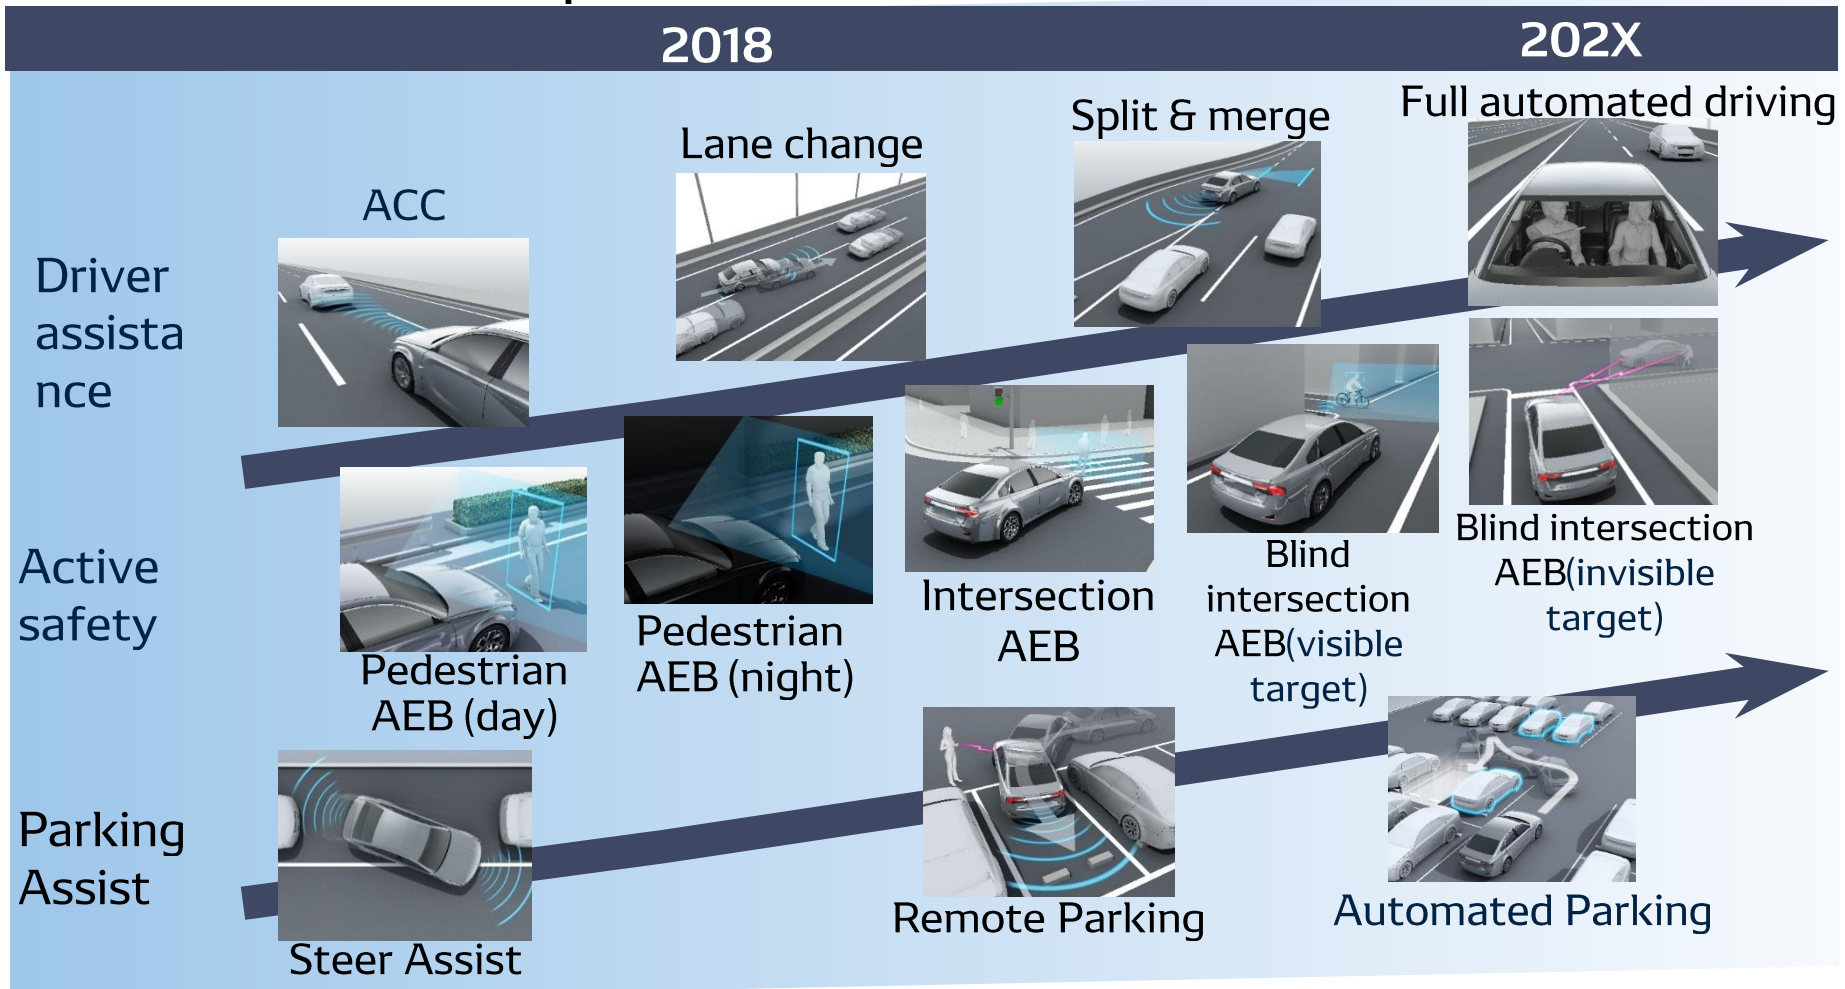 2018
202X
Driver
assista
nce
ACC
Lane change
Split & merge
Full automated driving
Active
safety
Pedestrian
AEB (day)
Pedestrian
AEB (night)
Intersection
AEB
Blind
intersection
AEB(visible
target)
Blind intersection
AEB(invisible
target)
Parking
Assist
Steer Assist
Remote Parking
Automated Parking